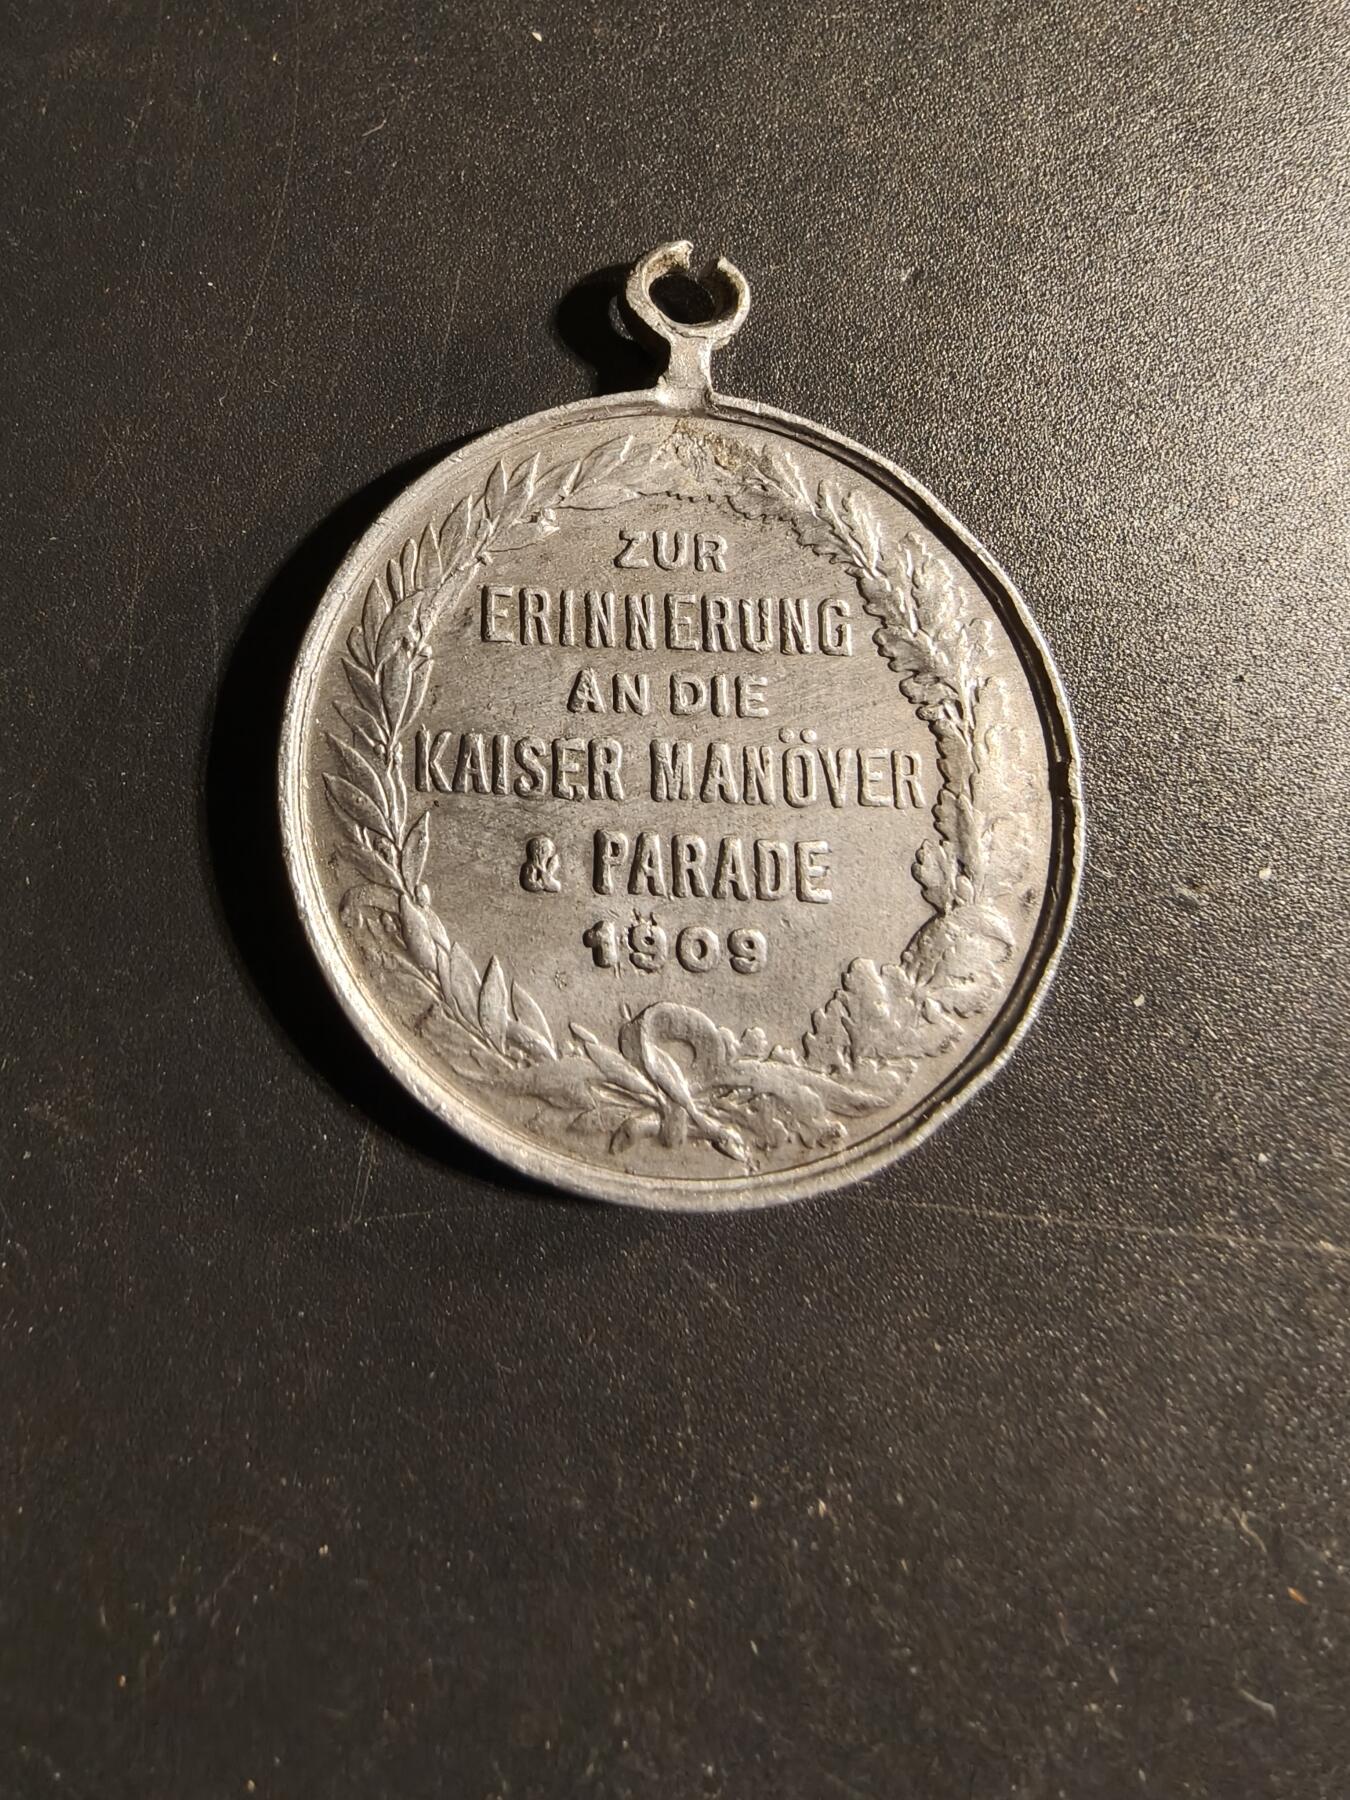 ZUR
ERINNERUNG
AN DIE
KAISER MANÖVER
& PARADE
1909